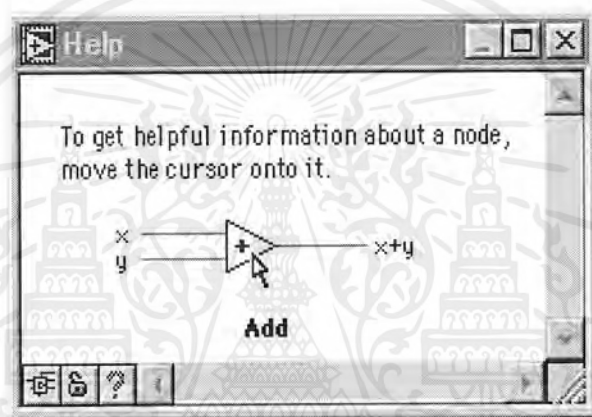 Help
To get helpful information about a node,
move the cursor onto it.
x
y
+
x+y
Add
?